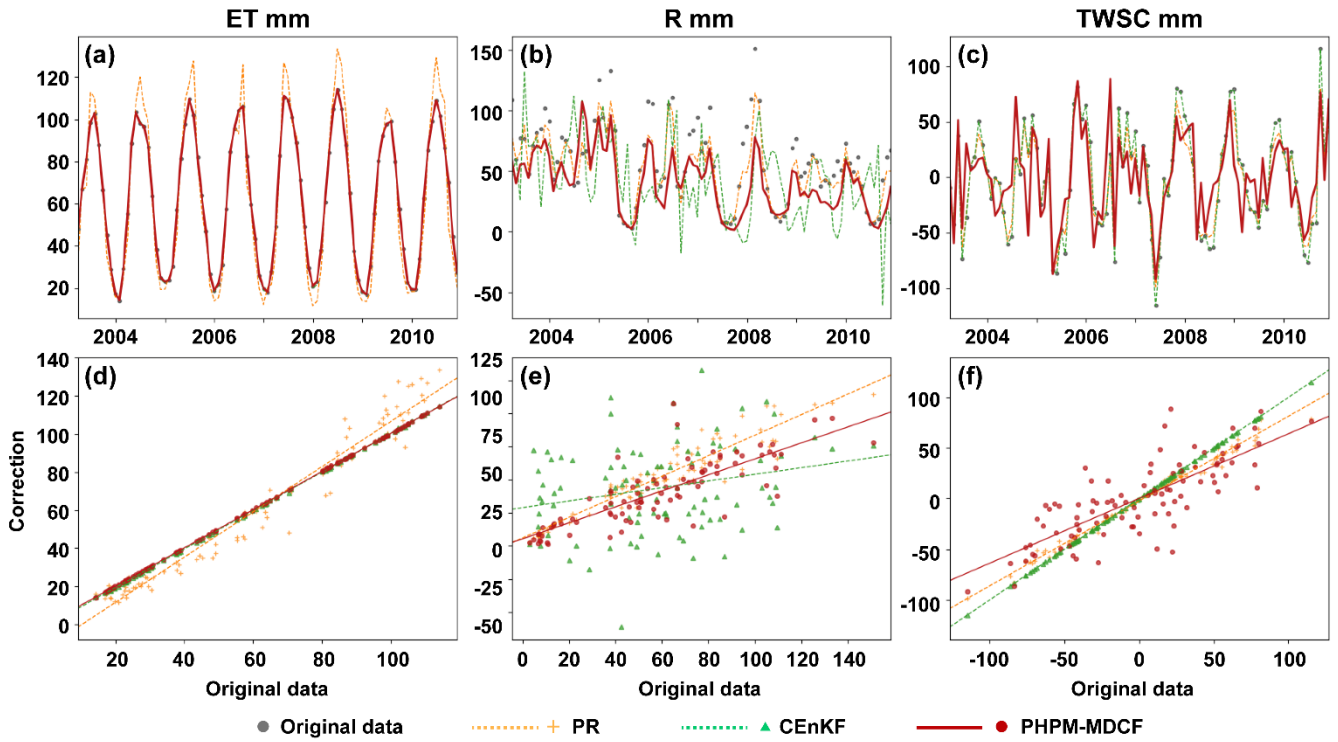 ET mm R mm TWSC mm
(a) (b) (c)
120
100
80
60
40
20
2004 2006 2008 2010
150
100
50
0
-50
2004 2006 2008 2010
100
50
0
-50
-100
2004 2006 2008 2010
Correction
(d) (e) (f)
140
120
100
80
60
40
20
0
20 40 60 80 100
Original data
125
100
75
50
25
0
-25
-50
0 20 40 60 80 100 120 140
Original data
100
50
0
-50
-100
-100 -50 0 50 100
Original data
Original data PR CEnKF PHPM-MDCF